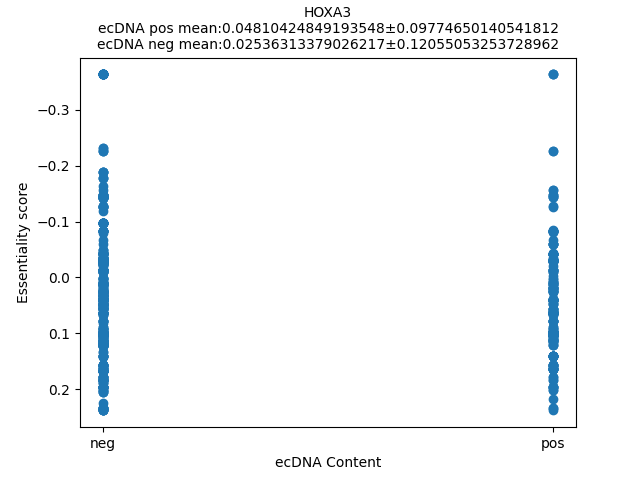 HOXA3
ecDNA pos mean:0.04810424849193548±0.09774650140541812
ecDNA neg mean:0.02536313379026217±0.12055053253728962
−0.3
−0.2
−0.1
0.0
0.1
0.2
Essentiality score
neg
pos
ecDNA Content